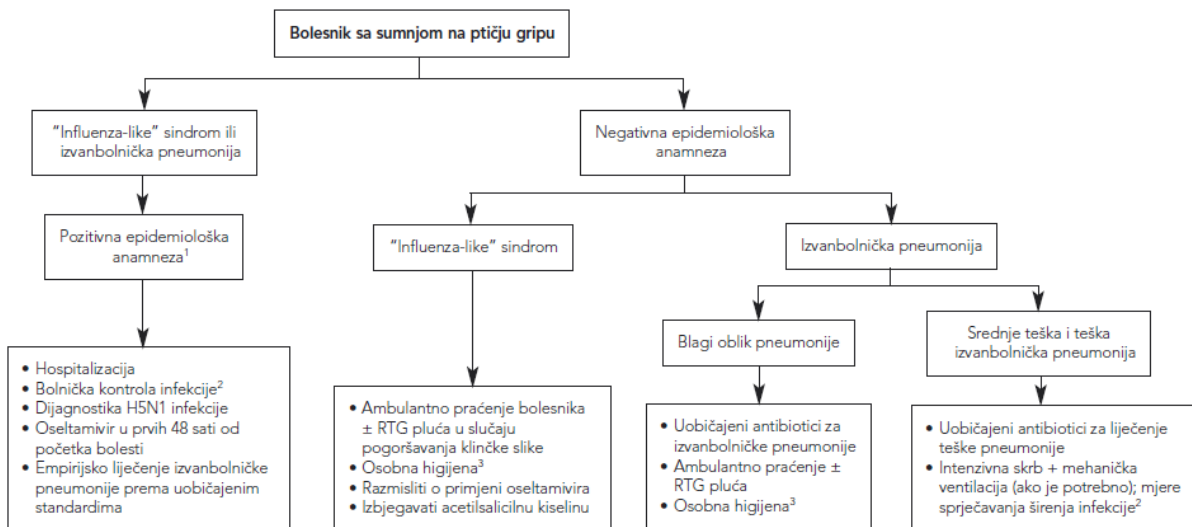 Bolesnik sa sumnjom na ptičju gripu
"Influenza-like" sindrom ili
izvanbolnička pneumonija
Negativna epidemiološka
anamneza
Pozitivna epidemiološka
anamneza¹
"Influenza-like" sindrom
Izvanbolnička pneumonija
Blagi oblik pneumonije
Srednje teška i teška
izvanbolnička pneumonija
• Hospitalizacija
• Bolnička kontrola infekcije²
• Dijagnostika H5N1 infekcije
• Oseltamivir u prvih 48 sati od
početka bolesti
• Empirijsko liječenje izvanbolničke
pneumonije prema uobičajenim
standardima
• Ambulantno praćenje bolesnika
± RTG pluća u slučaju
pogoršavanja klinčke slike
• Osobna higijena³
• Razmisliti o primjeni oseltamivira
• Izbjegavati acetilsalicilnu kiselinu
• Uobičajeni antibiotici za
izvanbolničke pneumonije
• Ambulantno praćenje ±
RTG pluća
• Osobna higijena³
• Uobičajeni antibiotici za liječenje
teške pneumonije
• Intenzivna skrb + mehanička
ventilacija (ako je potrebno); mjere
sprječavanja širenja infekcije²